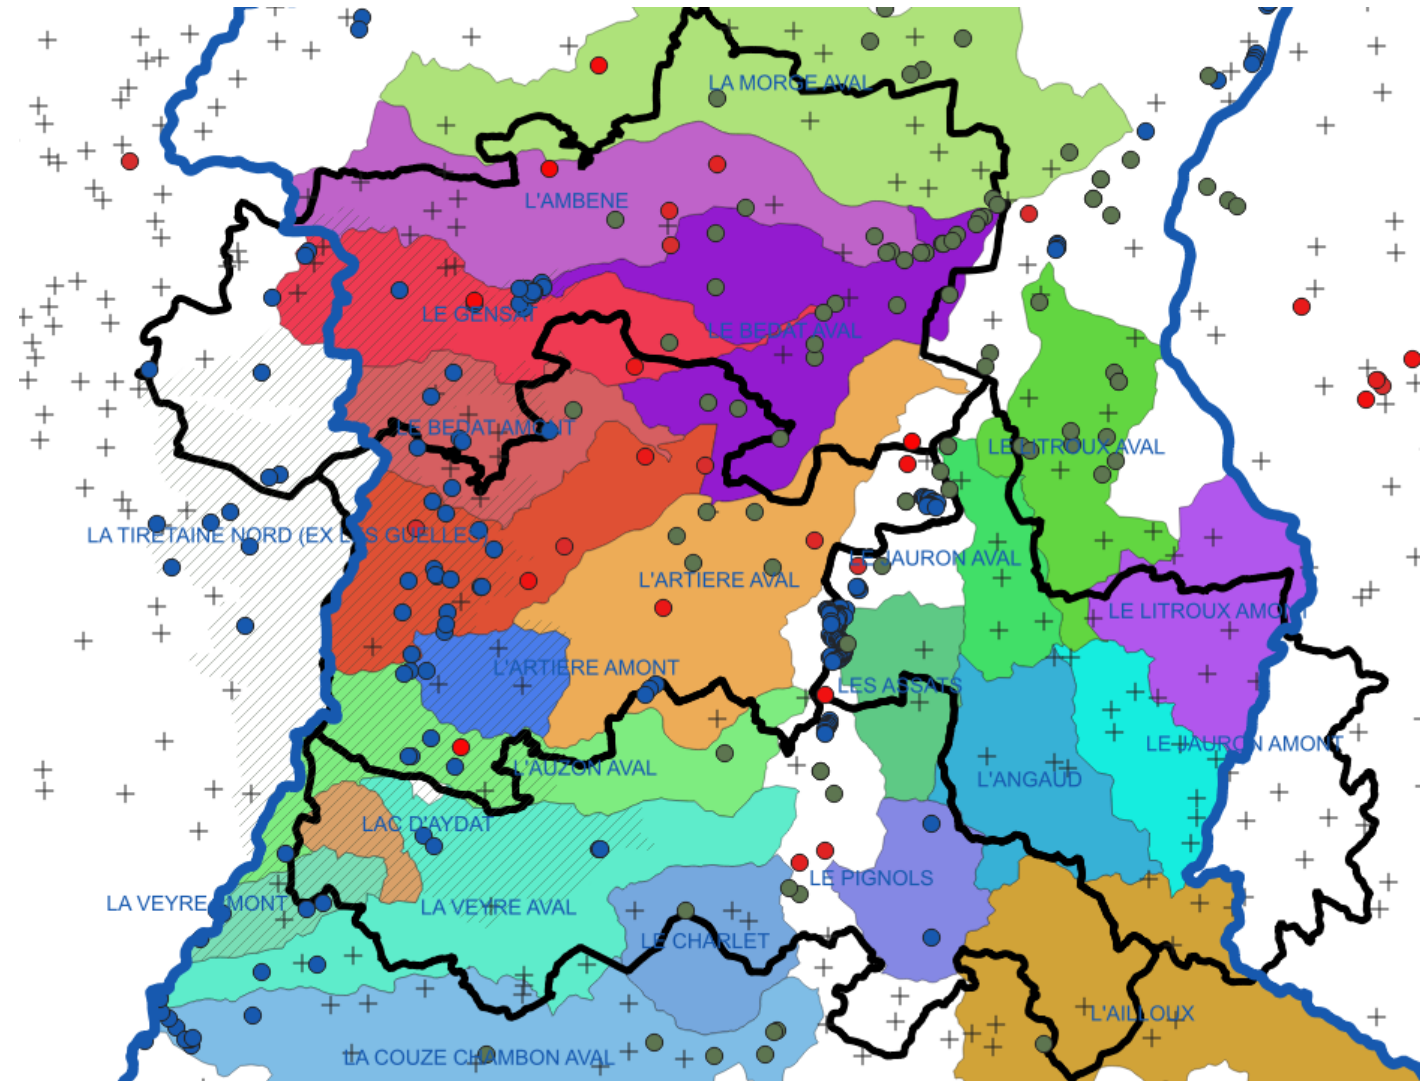 LA MORGE AVAL
L'AMBENE
LE GENSAT
LE BEDAT AVAL
LE BEDAT AMONT
LE LITROUX AVAL
LA TIRETAINE NORD (EX LES GUELLES)
LE JAURON AVAL
L'ARTIERE AVAL
LE LITROUX AMONT
L'ARTIERE AMONT
LES ASSATS
LE JAURON AMONT
L'AUZON AVAL
L'ANGAUD
LAC D'AYDAT
LE PIGNOLS
LA VEYRE AMONT
LA VEYRE AVAL
LE CHARLET
L'AILLOUX
LA COUZE CHAMBON AVAL